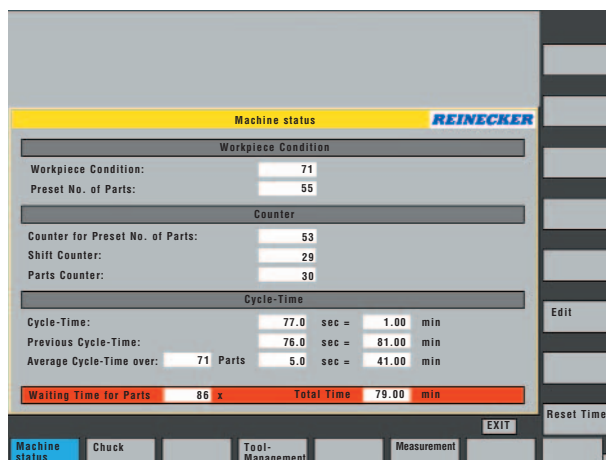 Machine status REINECKER
Workpiece Condition
Workpiece Condition: 71
Preset No. of Parts: 55
Counter
Counter for Preset No. of Parts: 53
Shift Counter: 29
Parts Counter: 30
Cycle-Time
Cycle-Time: 77.0 sec = 1.00 min
Previous Cycle-Time: 76.0 sec = 81.00 min
Average Cycle-Time over: 71 Parts 5.0 sec = 41.00 min
Edit
Waiting Time for Parts 86 x Total Time 79.00 min
Reset Time
EXIT
Machine status
Chuck
Tool-Management
Measurement